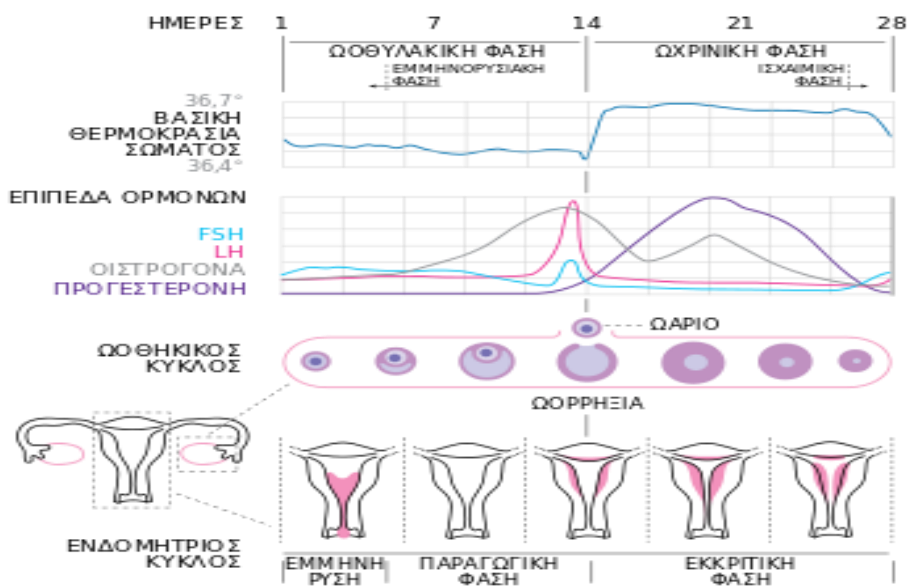 ΗΜΕΡΕΣ 1 7 14 21 28
ΩΟΘΥΛΑΚΙΚΗ ΦΑΣΗ ΩΧΡΙΝΙΚΗ ΦΑΣΗ
ΕΜΜΗΝΟΡΥΣΙΑΚΗ
ΦΑΣΗ
ΙΣΧΑΙΜΙΚΗ
ΦΑΣΗ
36,7°
ΒΑΣΙΚΗ
ΘΕΡΜΟΚΡΑΣΙΑ
ΣΩΜΑΤΟΣ
36,4°
ΕΠΙΠΕΔΑ ΟΡΜΟΝΩΝ
FSH
LH
ΟΙΣΤΡΟΓΟΝΑ
ΠΡΟΓΕΣΤΕΡΟΝΗ
ΩΑΡΙΟ
ΩΟΘΗΚΙΚΟΣ
ΚΥΚΛΟΣ
ΩΟΡΡΗΞΙΑ
ΕΝΔΟΜΗΤΡΙΟΣ
ΚΥΚΛΟΣ
ΕΜΜΗΝΗ
ΡΥΣΗ
ΠΑΡΑΓΩΓΙΚΗ
ΦΑΣΗ
ΕΚΚΡΙΤΙΚΗ
ΦΑΣΗ